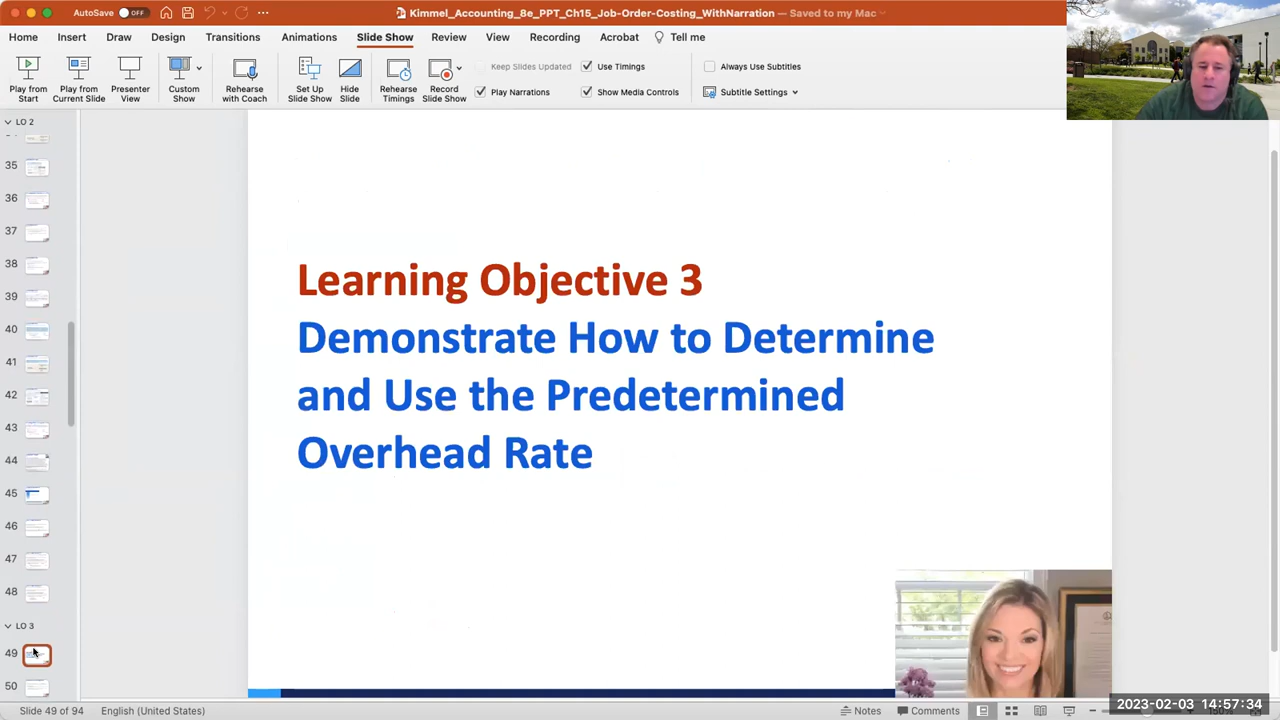 AutoSave OFF
Kimmel_Accounting_8e_PPT_Ch15_Job-Order-Costing_WithNarration — Saved to my Mac
Home Insert Draw Design Transitions Animations Slide Show Review View Recording Acrobat Tell me
Play from Start
Play from Current Slide
Presenter View
Custom Show
Rehearse with Coach
Set Up Slide Show
Hide Slide
Rehearse Timings
Record Slide Show
Keep Slides Updated
Use Timings
Always Use Subtitles
Play Narrations
Show Media Controls
Subtitle Settings
LO 2
35
36
37
38
39
40
41
42
43
44
45
46
47
48
LO 3
49
50
Learning Objective 3
Demonstrate How to Determine
and Use the Predetermined
Overhead Rate
Slide 49 of 94 English (United States)
Notes Comments
2023-02-03 14:57:34